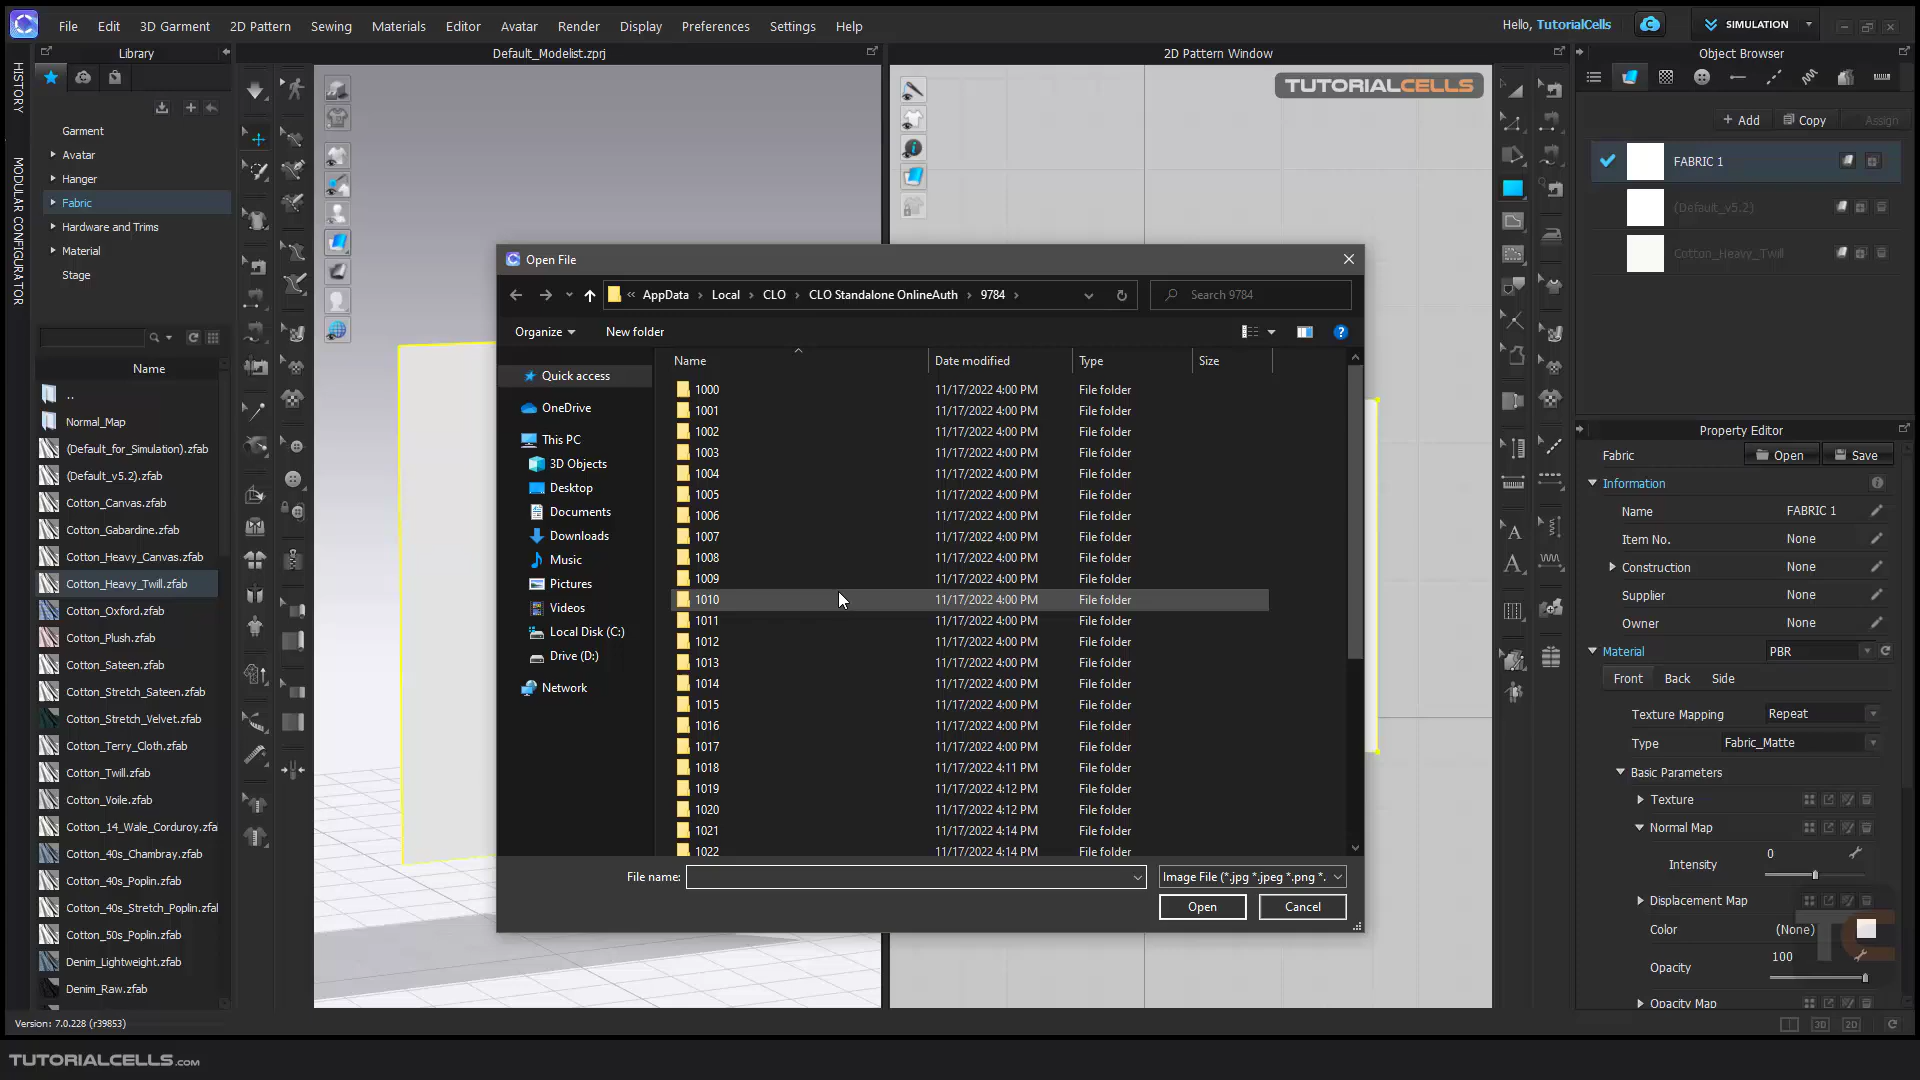 File Edit 3D Garment 2D Pattern Sewing Materials Editor Avatar Render Display Preferences Settings Help
Hello, TutorialCells
SIMULATION
Library
Default_Modelist.zprj
2D Pattern Window
Object Browser
HISTORY
MODULAR CONFIGURATOR
TUTORIALCELLS
Garment
Avatar
Hanger
Fabric
Hardware and Trims
Material
Stage
+ Add
Copy
Assign
FABRIC 1
(Default_v5.2)
Cotton_Heavy_Twill
Name
..
Normal_Map
(Default_for_Simulation).zfab
(Default_v5.2).zfab
Cotton_Canvas.zfab
Cotton_Gabardine.zfab
Cotton_Heavy_Canvas.zfab
Cotton_Heavy_Twill.zfab
Cotton_Oxford.zfab
Cotton_Plush.zfab
Cotton_Sateen.zfab
Cotton_Stretch_Sateen.zfab
Cotton_Stretch_Velvet.zfab
Cotton_Terry_Cloth.zfab
Cotton_Twill.zfab
Cotton_Voile.zfab
Cotton_14_Wale_Corduroy.zfa
Cotton_40s_Chambray.zfab
Cotton_40s_Poplin.zfab
Cotton_40s_Stretch_Poplin.zfal
Cotton_50s_Poplin.zfab
Denim_Lightweight.zfab
Denim_Raw.zfab
Open File
« AppData › Local › CLO › CLO Standalone OnlineAuth › 9784 ›
Search 9784
Organize
New folder
Quick access
OneDrive
This PC
3D Objects
Desktop
Documents
Downloads
Music
Pictures
Videos
Local Disk (C:)
Drive (D:)
Network
Name Date modified Type Size
1000 11/17/2022 4:00 PM File folder
1001 11/17/2022 4:00 PM File folder
1002 11/17/2022 4:00 PM File folder
1003 11/17/2022 4:00 PM File folder
1004 11/17/2022 4:00 PM File folder
1005 11/17/2022 4:00 PM File folder
1006 11/17/2022 4:00 PM File folder
1007 11/17/2022 4:00 PM File folder
1008 11/17/2022 4:00 PM File folder
1009 11/17/2022 4:00 PM File folder
1010 11/17/2022 4:00 PM File folder
1011 11/17/2022 4:00 PM File folder
1012 11/17/2022 4:00 PM File folder
1013 11/17/2022 4:00 PM File folder
1014 11/17/2022 4:00 PM File folder
1015 11/17/2022 4:00 PM File folder
1016 11/17/2022 4:00 PM File folder
1017 11/17/2022 4:00 PM File folder
1018 11/17/2022 4:11 PM File folder
1019 11/17/2022 4:12 PM File folder
1020 11/17/2022 4:12 PM File folder
1021 11/17/2022 4:14 PM File folder
1022 11/17/2022 4:14 PM File folder
File name:
Image File (*.jpg *.jpeg *.png *.
Open
Cancel
Property Editor
Fabric
Open
Save
Information
Name FABRIC 1
Item No. None
Construction None
Supplier None
Owner None
Material PBR
Front Back Side
Texture Mapping Repeat
Type Fabric_Matte
Basic Parameters
Texture
Normal Map
Intensity 0
Displacement Map
Color (None)
Opacity 100
Opacity Map
TC
3D
2D
Version: 7.0.228 (r39853)
TUTORIALCELLS.COM